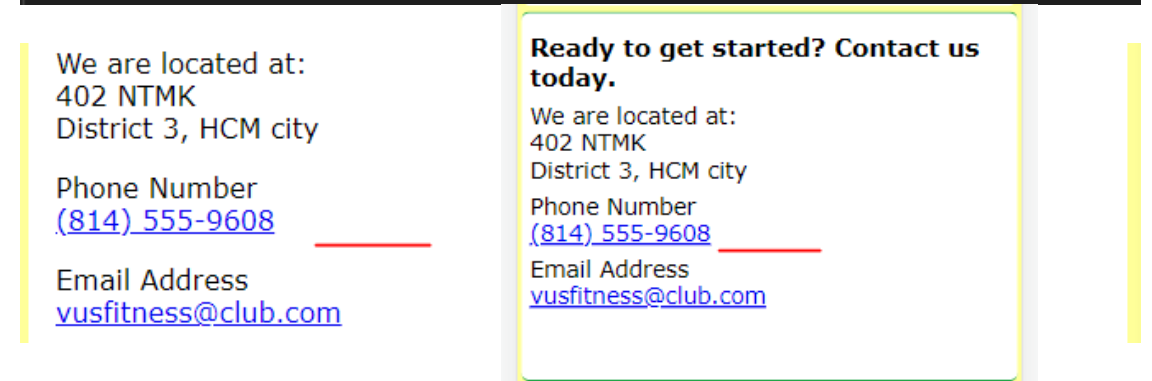 We are located at:
402 NTMK
District 3, HCM city
Phone Number
(814) 555-9608
Email Address
vusfitness@club.com
Ready to get started? Contact us
today.
We are located at:
402 NTMK
District 3, HCM city
Phone Number
(814) 555-9608
Email Address
vusfitness@club.com